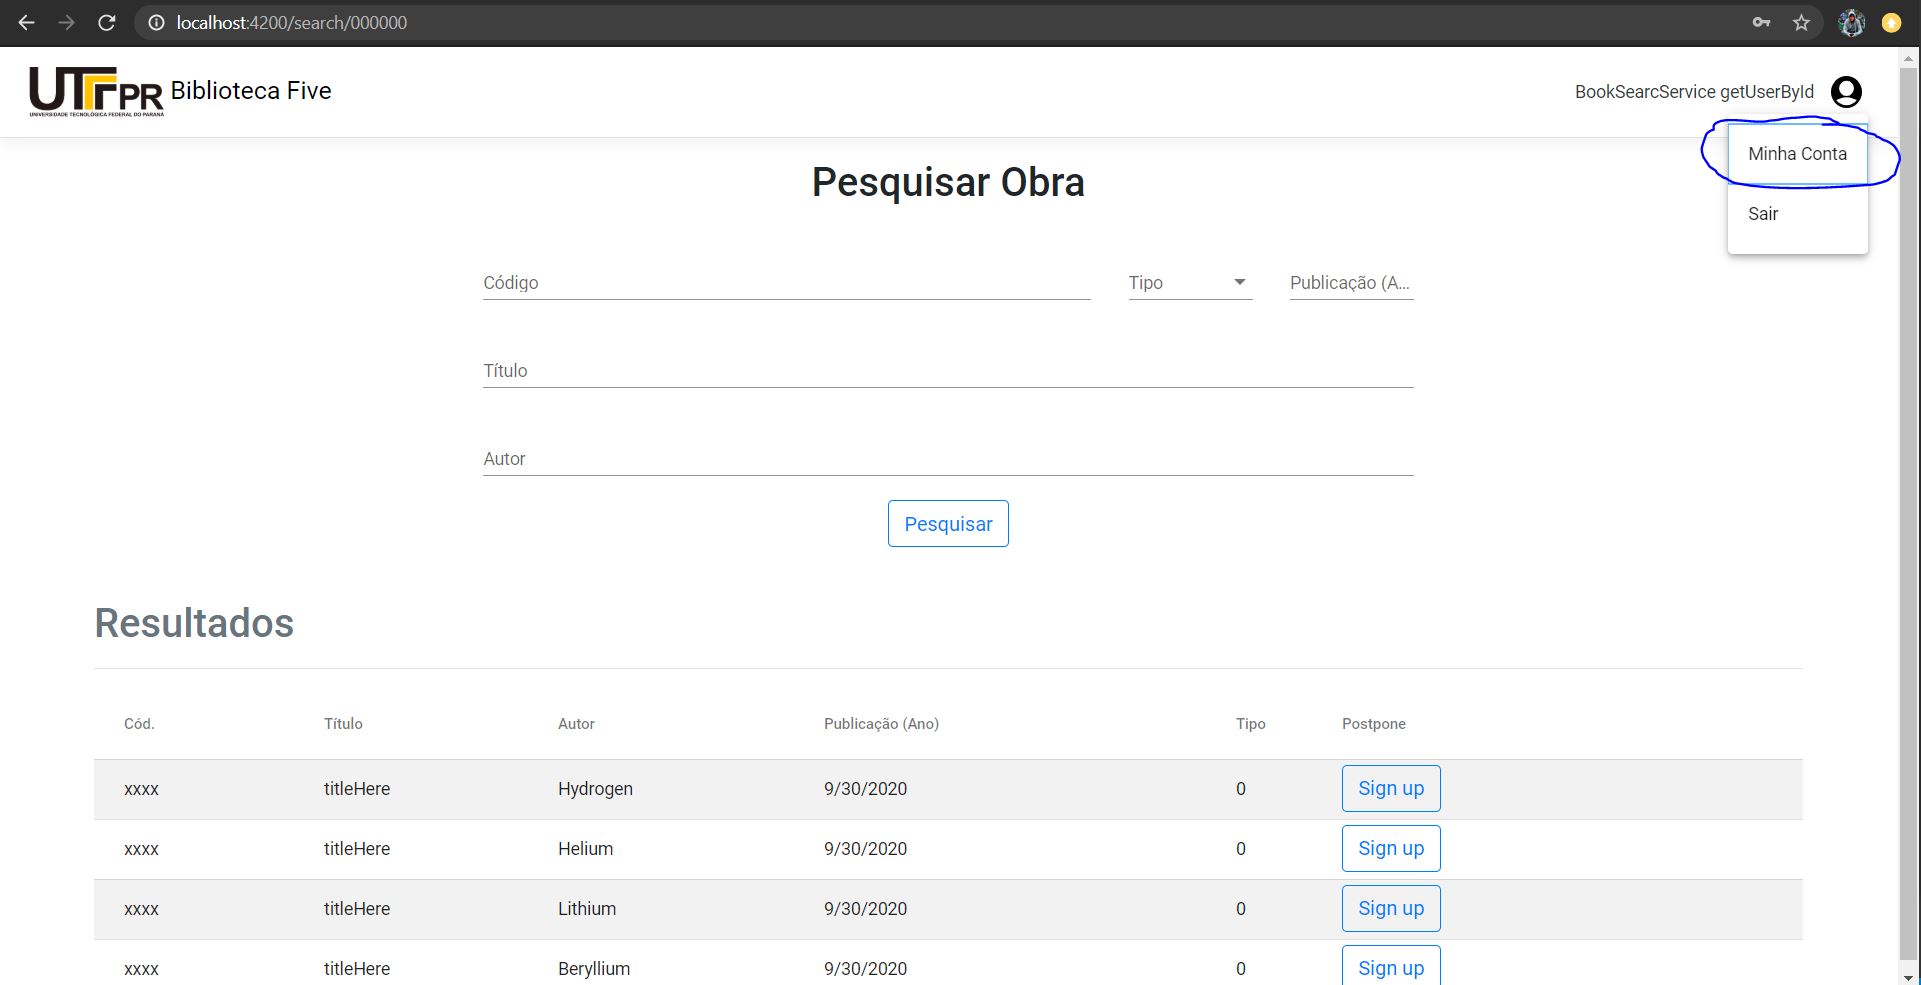 localhost:4200/search/000000
UTFPR Biblioteca Five
UNIVERSIDADE TECNOLÓGICA FEDERAL DO PARANÁ
BookSearcService getUserById
Minha Conta
Sair
Pesquisar Obra
Código Tipo Publicação (A...
Título
Autor
Pesquisar
Resultados
Cód. Título Autor Publicação (Ano) Tipo Postpone
xxxx titleHere Hydrogen 9/30/2020 0 Sign up
xxxx titleHere Helium 9/30/2020 0 Sign up
xxxx titleHere Lithium 9/30/2020 0 Sign up
xxxx titleHere Beryllium 9/30/2020 0 Sign up